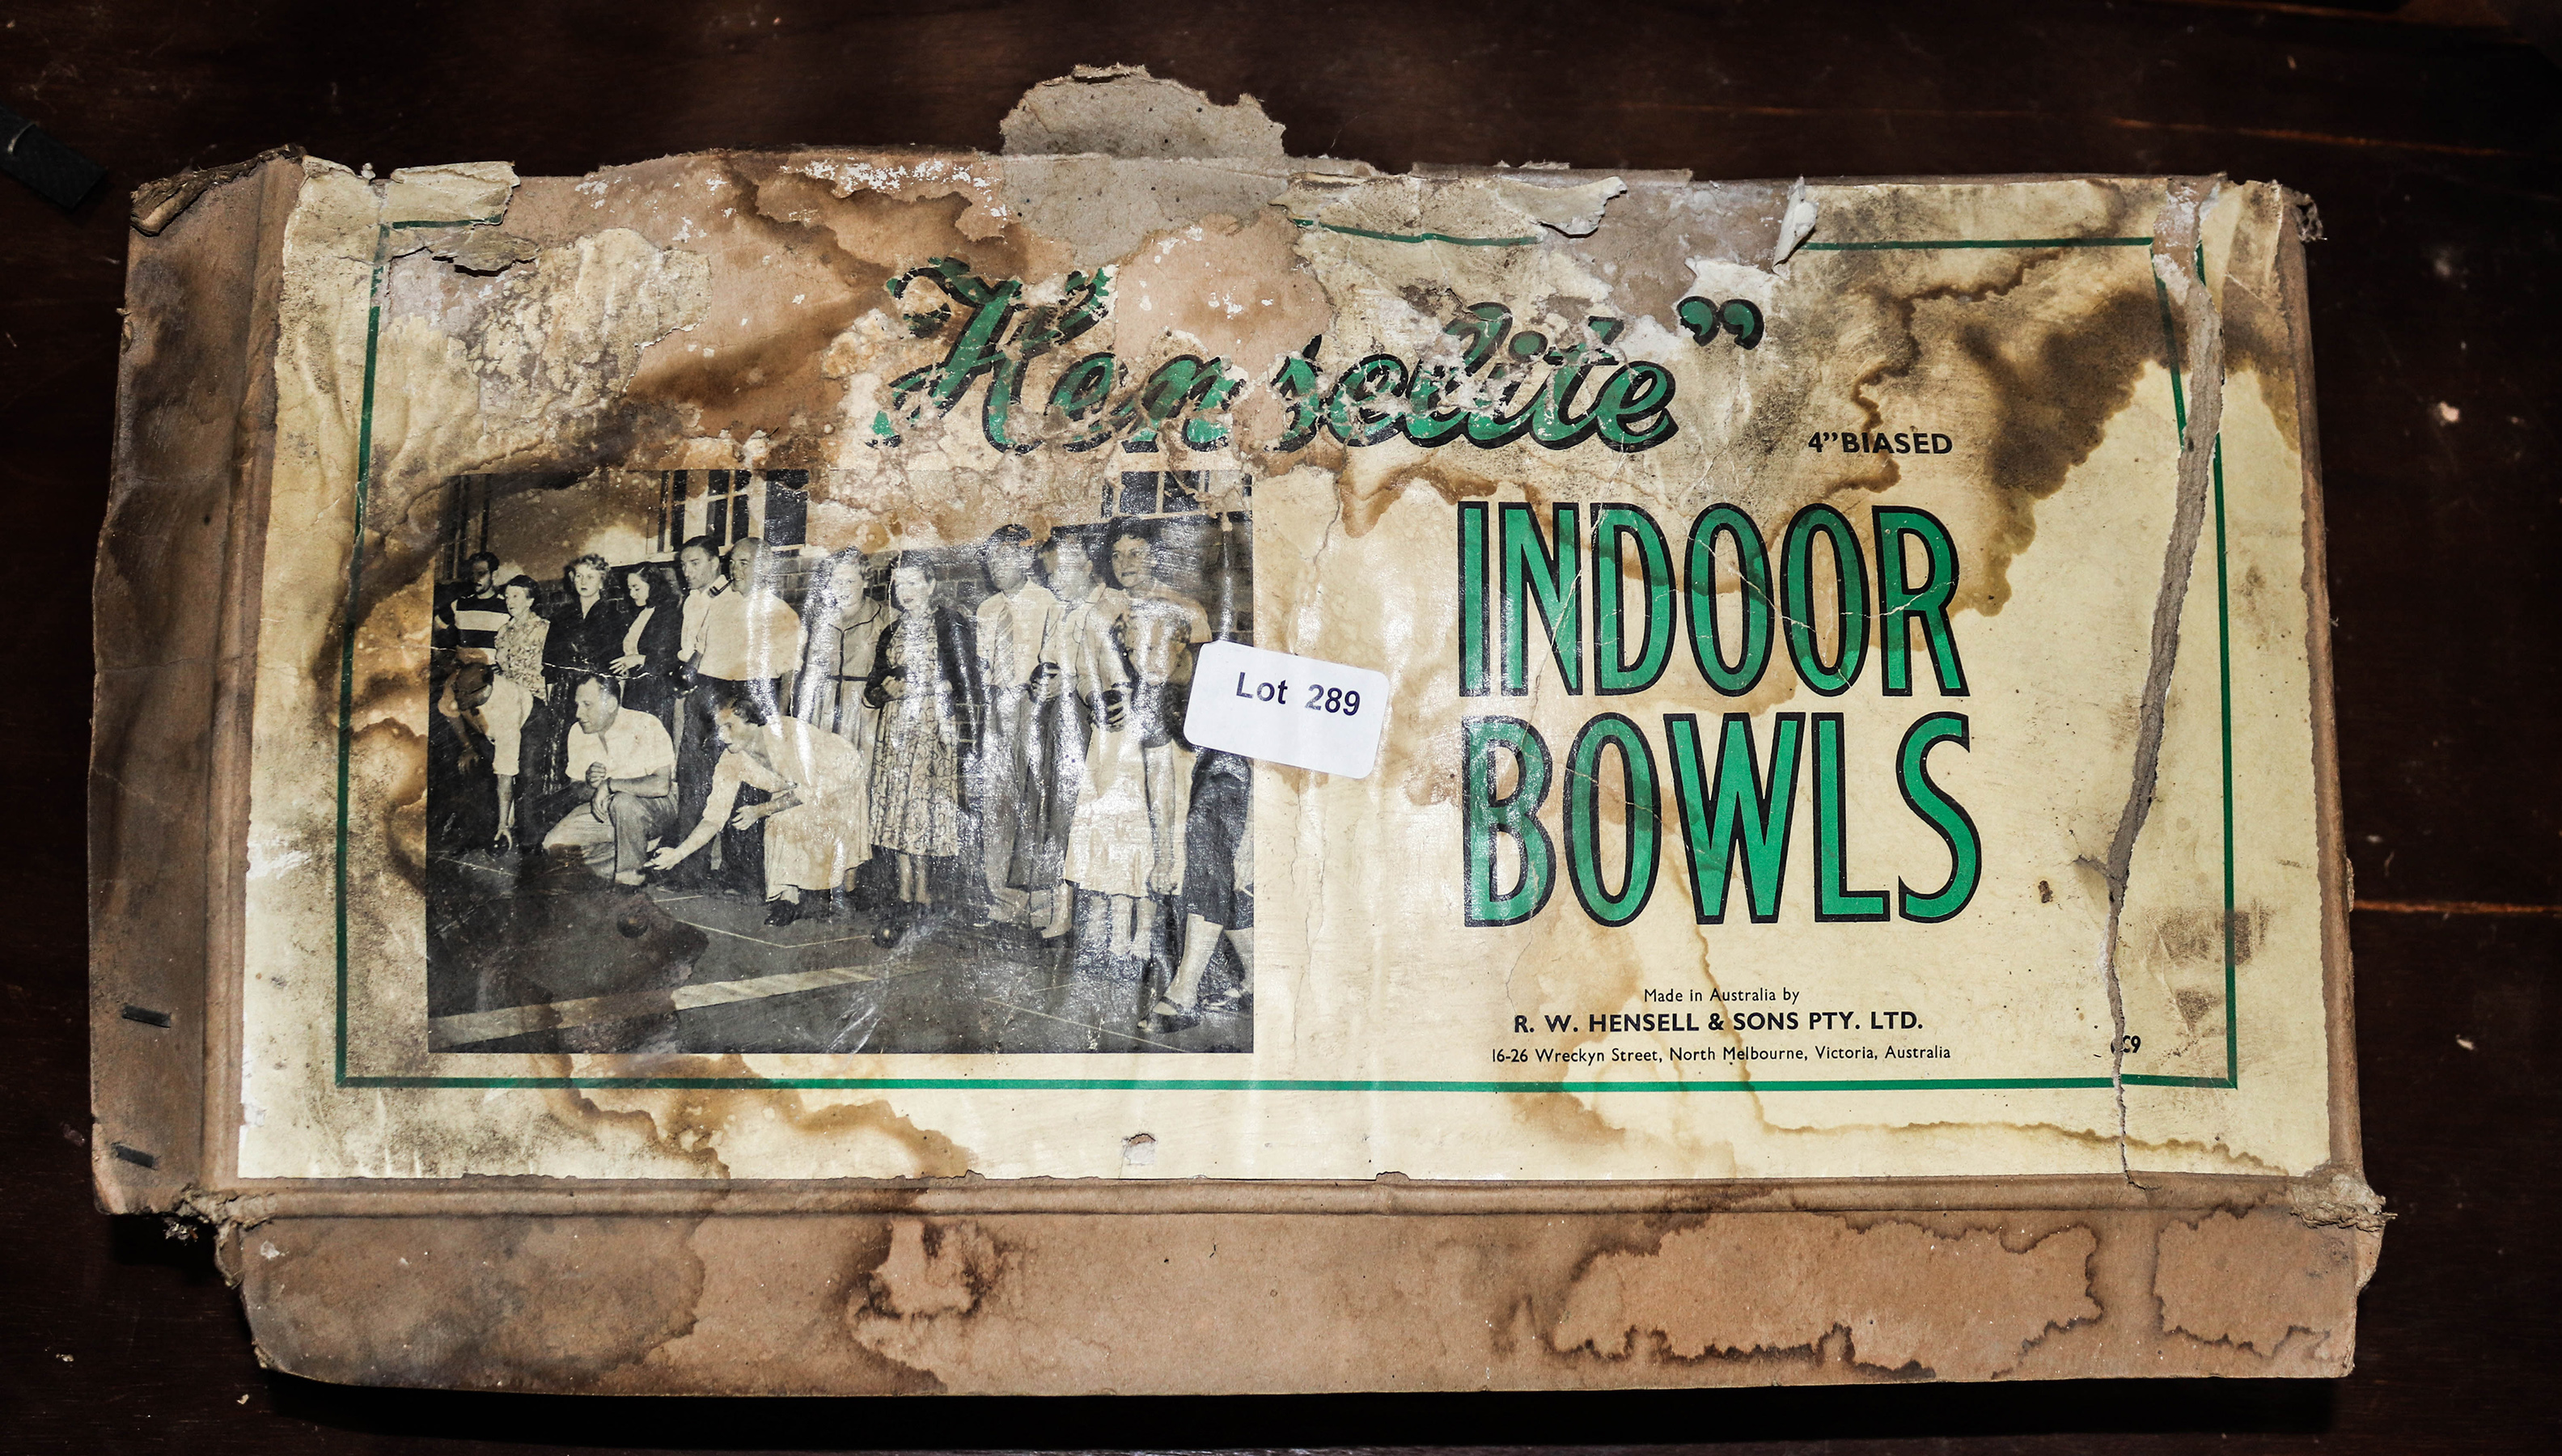 Henselite”
4”BIASED
INDOOR
BOWLS
Lot 289
Made in Australia by
R. W. HENSELL & SONS PTY. LTD.
16-26 Wreckyn Street, North Melbourne, Victoria, Australia